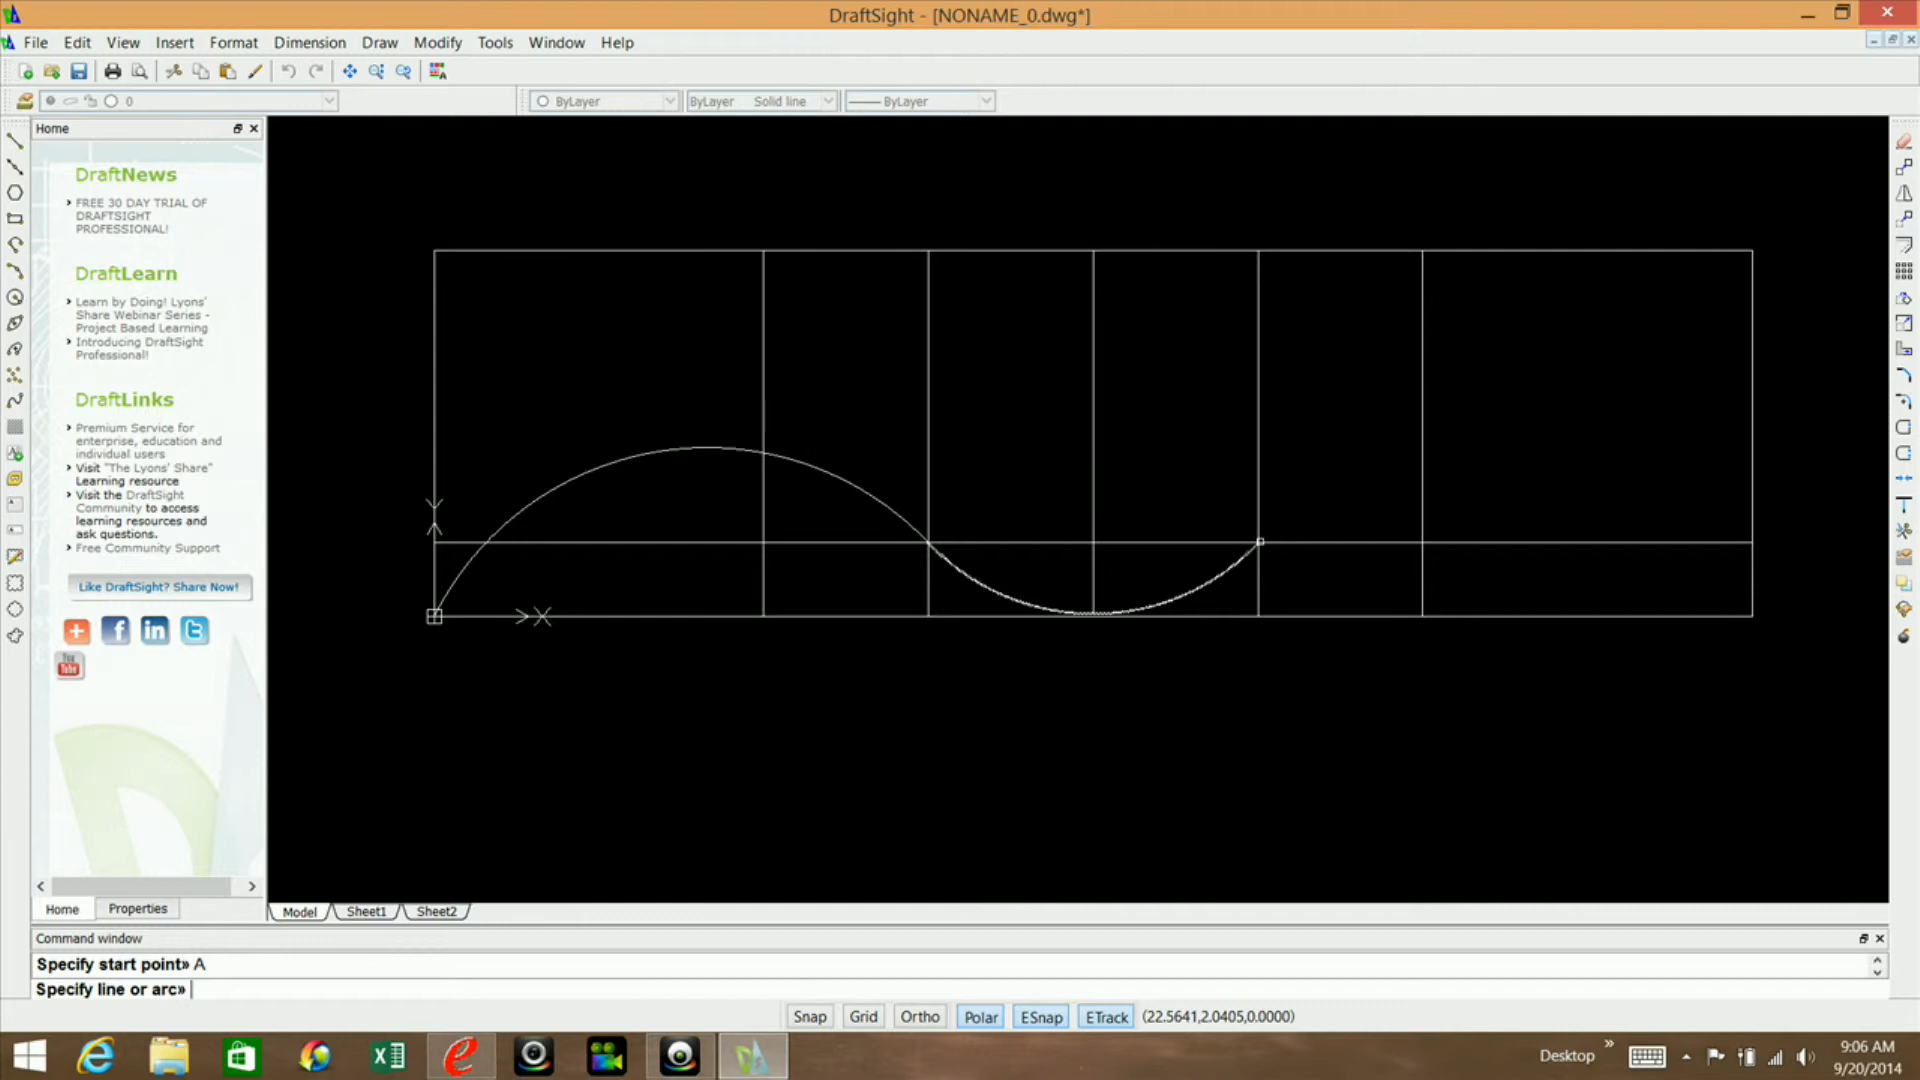 DraftSight - [NONAME_0.dwg*]
File Edit View Insert Format Dimension Draw Modify Tools Window Help
0
ByLayer
ByLayer Solid line
ByLayer
Home
DraftNews
FREE 30 DAY TRIAL OF
DRAFTSIGHT
PROFESSIONAL!
DraftLearn
Learn by Doing! Lyons'
Share Webinar Series -
Project Based Learning
Introducing DraftSight
Professional!
DraftLinks
Premium Service for
enterprise, education and
individual users
Visit "The Lyons' Share"
Learning resource
Visit the DraftSight
Community to access
learning resources and
ask questions.
Free Community Support
Like DraftSight? Share Now!
You
Tube
Y
X
Home Properties
Model Sheet1 Sheet2
Command window
Specify start point» A
Specify line or arc»
Snap Grid Ortho Polar ESnap ETrack (22.5641,2.0405,0.0000)
Desktop
9:06 AM
9/20/2014